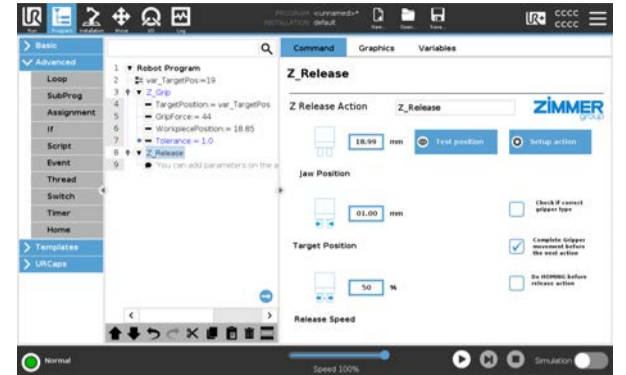 UR
Run
Program
Installation
Move
I/O
Log
PROGRAM <unnamed>*
INSTALLATION default
New...
Open...
Save...
cccc
cccc
Basic
Advanced
Loop
SubProg
Assignment
If
Script
Event
Thread
Switch
Timer
Home
Templates
URCaps
1 Robot Program
2 var_TargetPos:=19
3 Z_Grip
4 TargetPosition = var_TargetPos
5 GripForce = 44
6 WorkpiecePosition = 18.85
7 Tolerance = 1.0
8 Z_Release
9 You can add parameters on the a
Command Graphics Variables
Z_Release
Z Release Action Z_Release
ZIMMER
group
18.99 mm Test position Setup action
Jaw Position
01.00 mm
Target Position
50 %
Release Speed
Check if correct
gripper type
Complete Gripper
movement before
the next action
Do HOMING before
release action
Normal
Speed 100%
Simulation